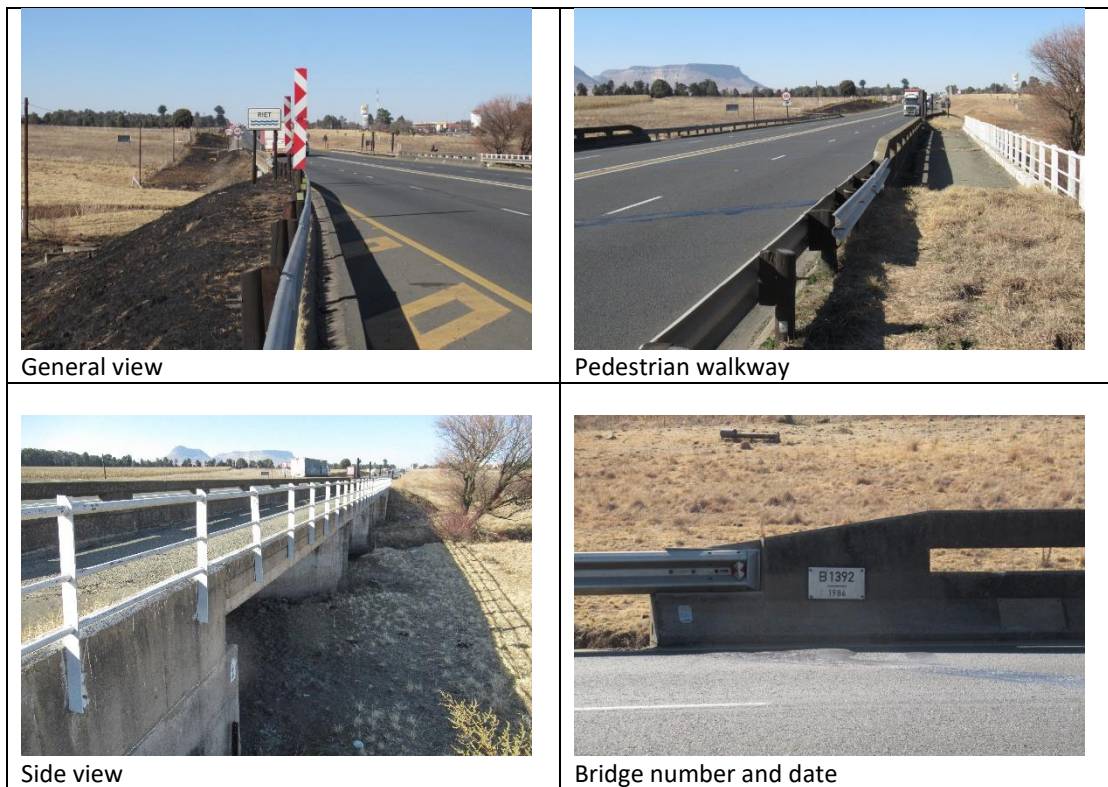 RIET
General view
Pedestrian walkway
Side view
B1392
1986
Bridge number and date